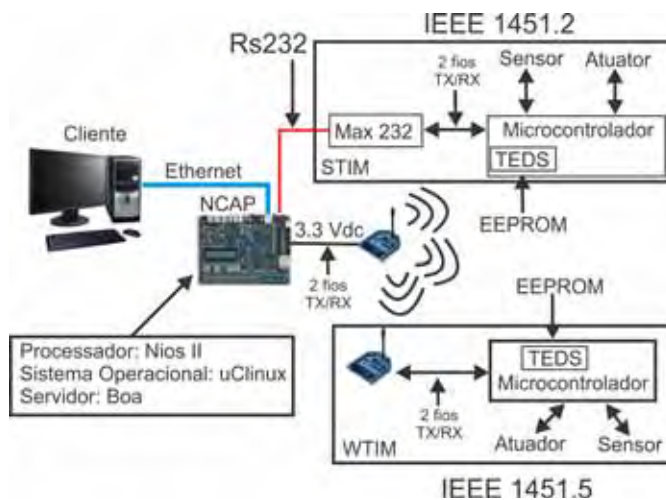 IEEE 1451.2
Rs232
2 fios
TX/RX
Sensor
Atuator
Cliente
Max 232
Microcontrolador
TEDS
STIM
Ethernet
NCAP
EEPROM
3.3 Vdc
2 fios
TX/RX
EEPROM
Processador: Nios II
Sistema Operacional: uClinux
Servidor: Boa
TEDS
Microcontrolador
2 fios
TX/RX
WTIM
Atuador
Sensor
IEEE 1451.5